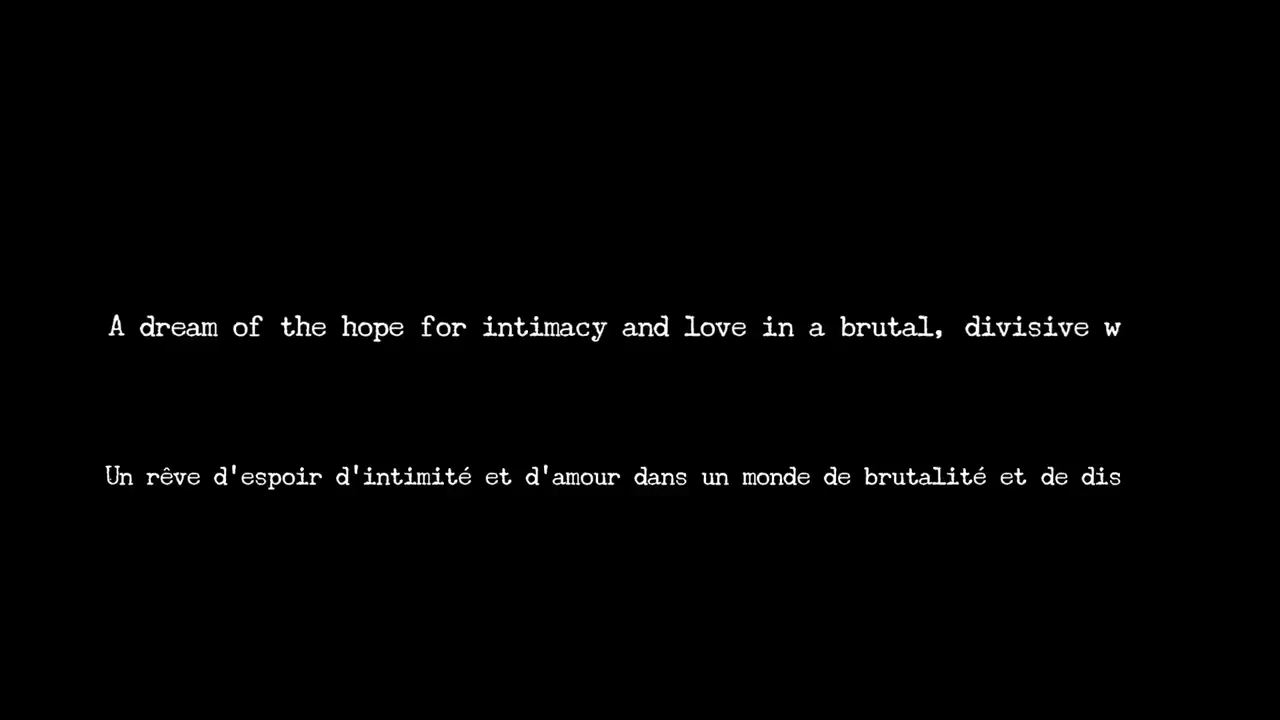 A dream of the hope for intimacy and love in a brutal, divisive w
Un rêve d'espoir d'intimité et d'amour dans un monde de brutalité et de dis